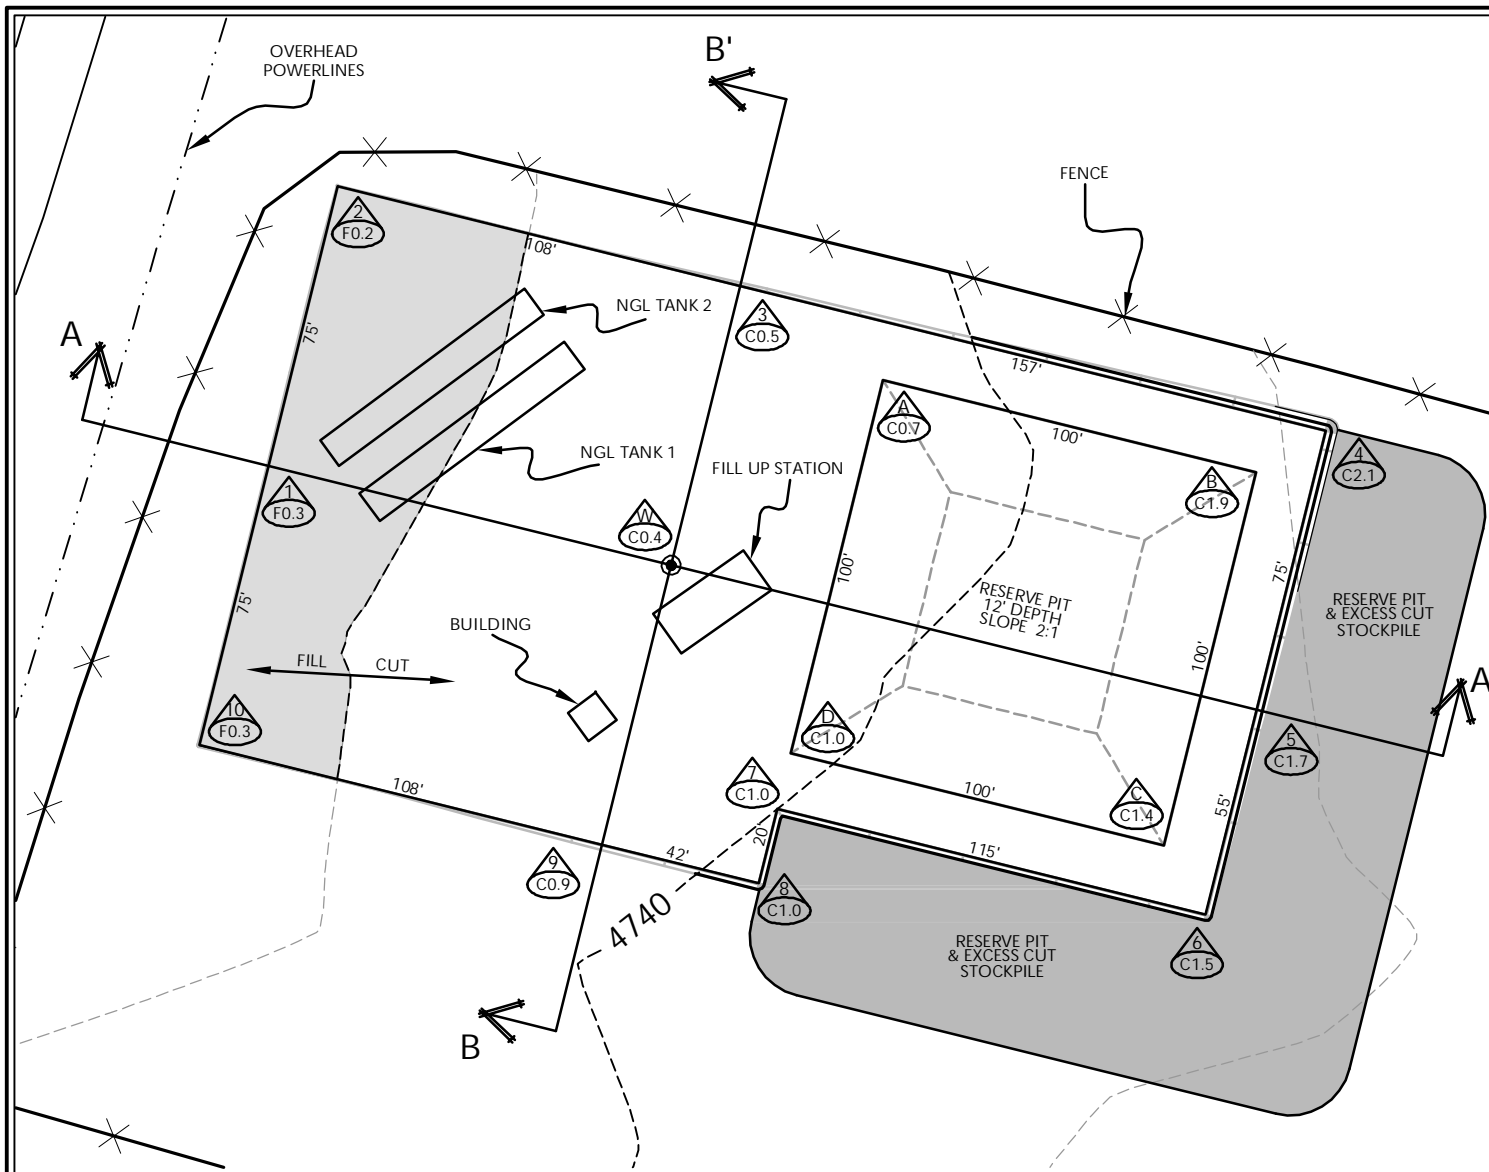 OVERHEAD
POWERLINES
B'
FENCE
2
F0.2
108'
NGL TANK 2
3
C0.5
75'
A
157'
A
C0.7
100'
4
C2.1
B
C1.9
NGL TANK 1
FILL UP STATION
1
F0.3
W
C0.4
100'
75'
75'
RESERVE PIT
12' DEPTH
SLOPE 2:1
RESERVE PIT
& EXCESS CUT
STOCKPILE
BUILDING
FILL
CUT
100'
A
10
F0.3
D
C1.0
5
C1.7
108'
7
C1.0
100'
C
C1.4
55'
20'
42'
115'
9
C0.9
8
C1.0
4740
RESERVE PIT
& EXCESS CUT
STOCKPILE
6
C1.5
B